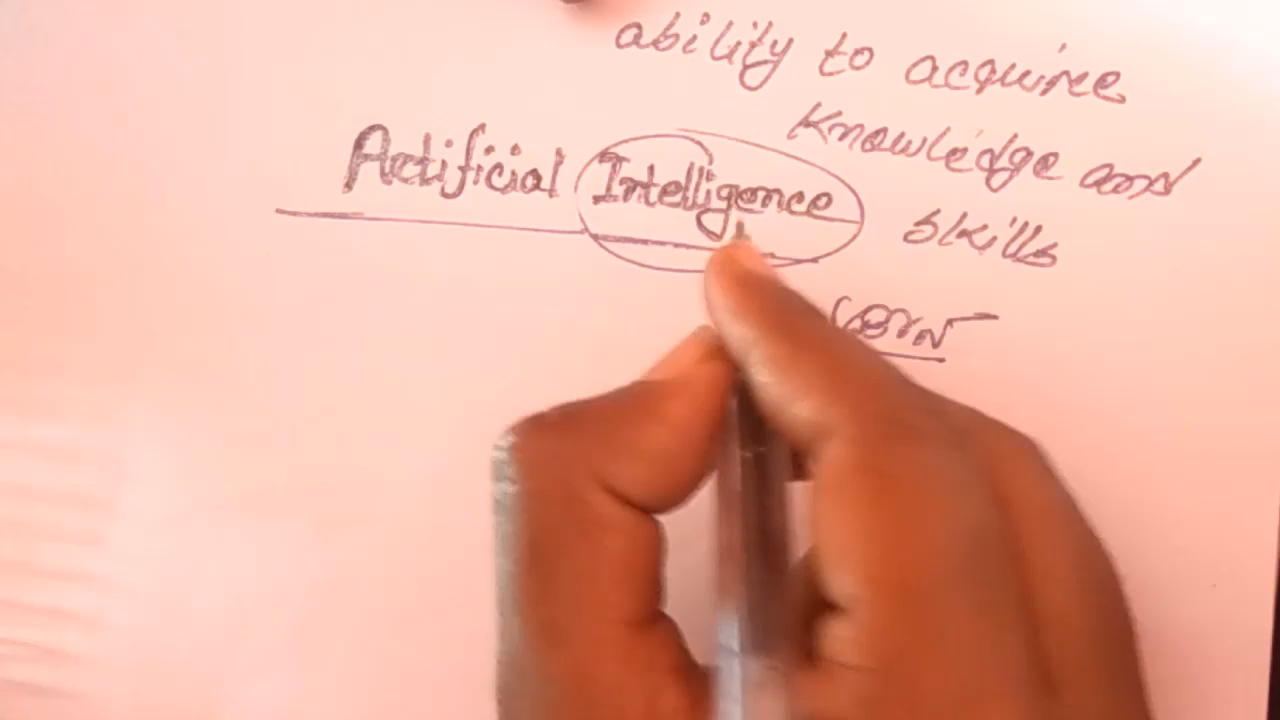 ability to acquire
knowledge and
skills
Artificial Intelligence